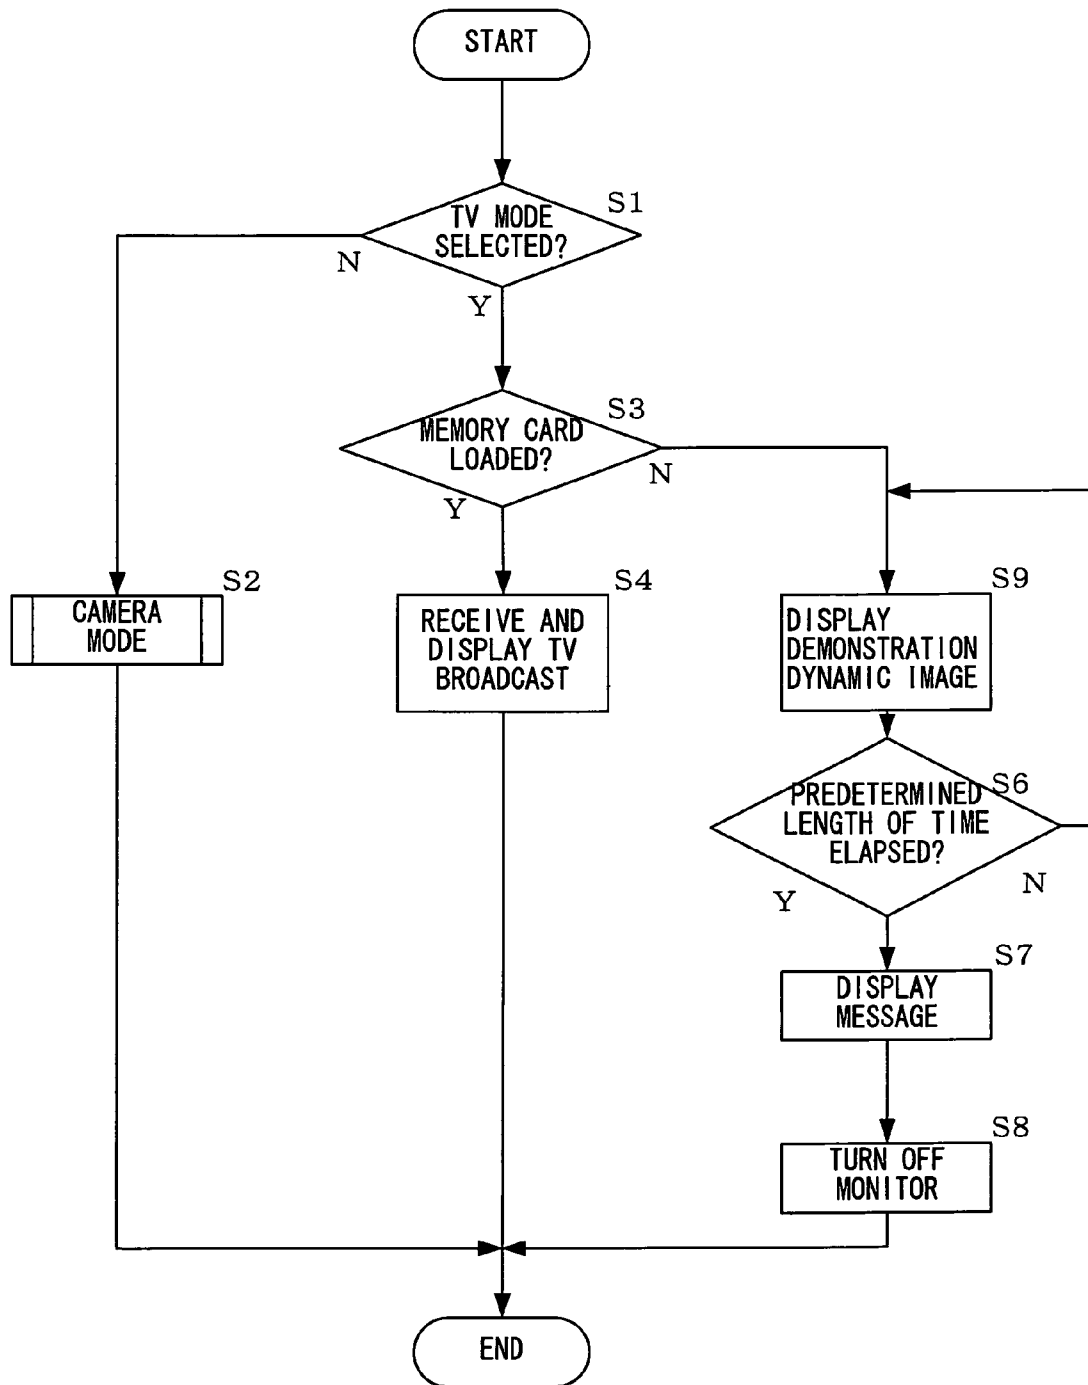 START
S1
TV MODE
SELECTED?
N
Y
S3
MEMORY CARD
LOADED?
N
Y
S2
CAMERA
MODE
S4
RECEIVE AND
DISPLAY TV
BROADCAST
S9
DISPLAY
DEMONSTRATION
DYNAMIC IMAGE
S6
PREDETERMINED
LENGTH OF TIME
ELAPSED?
Y
N
S7
DISPLAY
MESSAGE
S8
TURN OFF
MONITOR
END